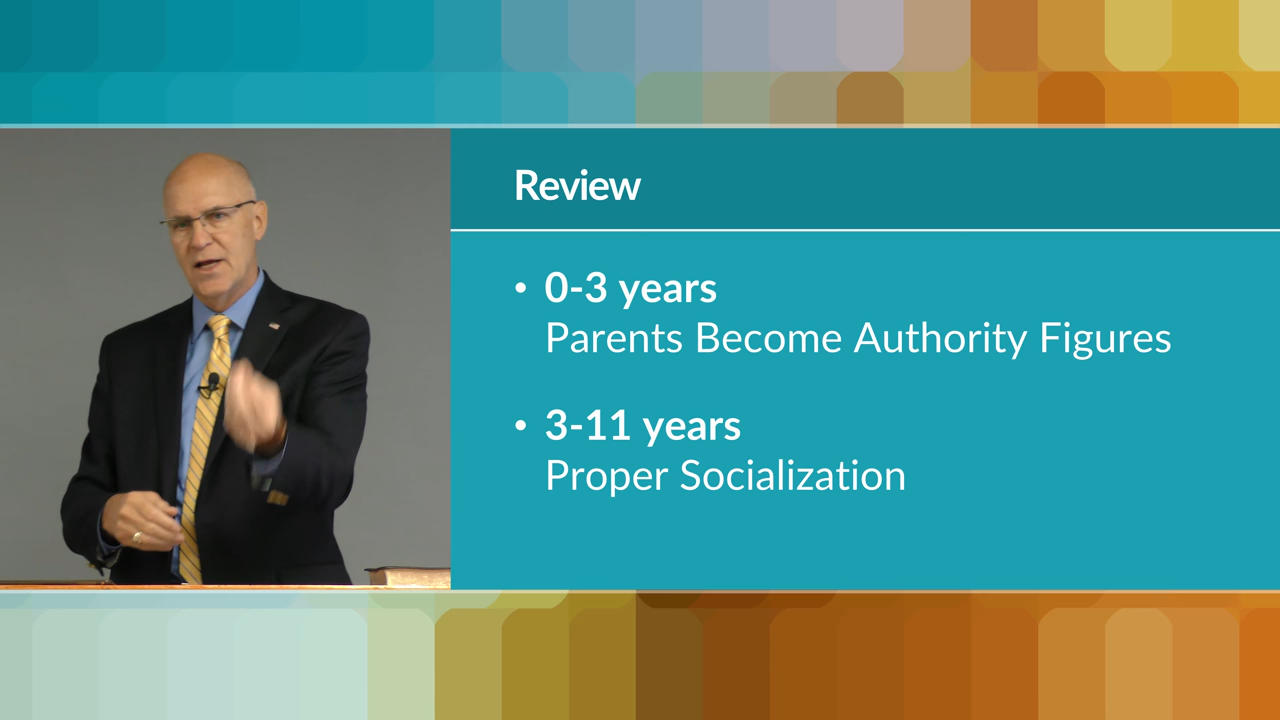 Review
• 0-3 years
Parents Become Authority Figures
• 3-11 years
Proper Socialization